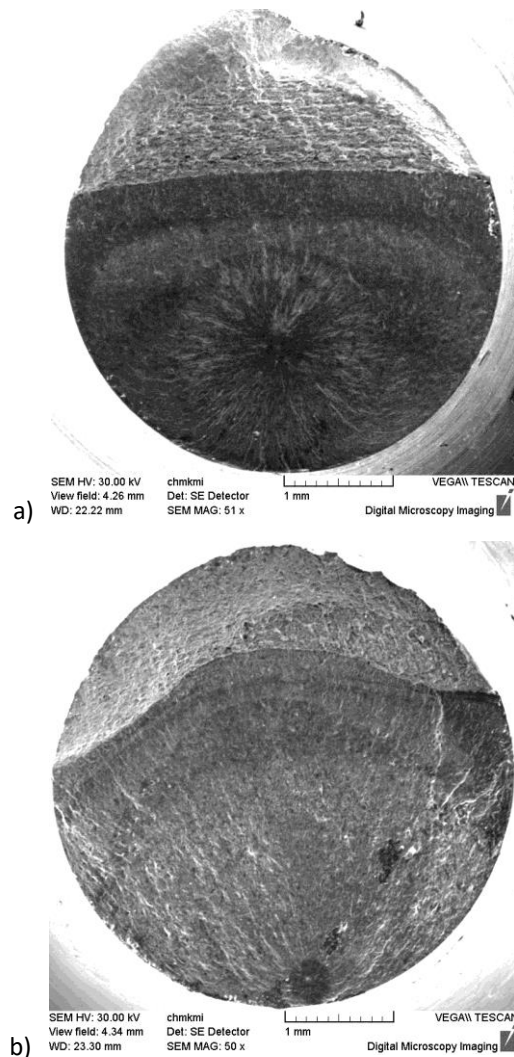 SEM HV: 30.00 kV chmkmi VEGA\\ TESCAN
View field: 4.26 mm Det: SE Detector 1 mm
a) WD: 22.22 mm SEM MAG: 51 x Digital Microscopy Imaging
SEM HV: 30.00 kV chmkmi VEGA\\ TESCAN
View field: 4.34 mm Det: SE Detector 1 mm
b) WD: 23.30 mm SEM MAG: 50 x Digital Microscopy Imaging